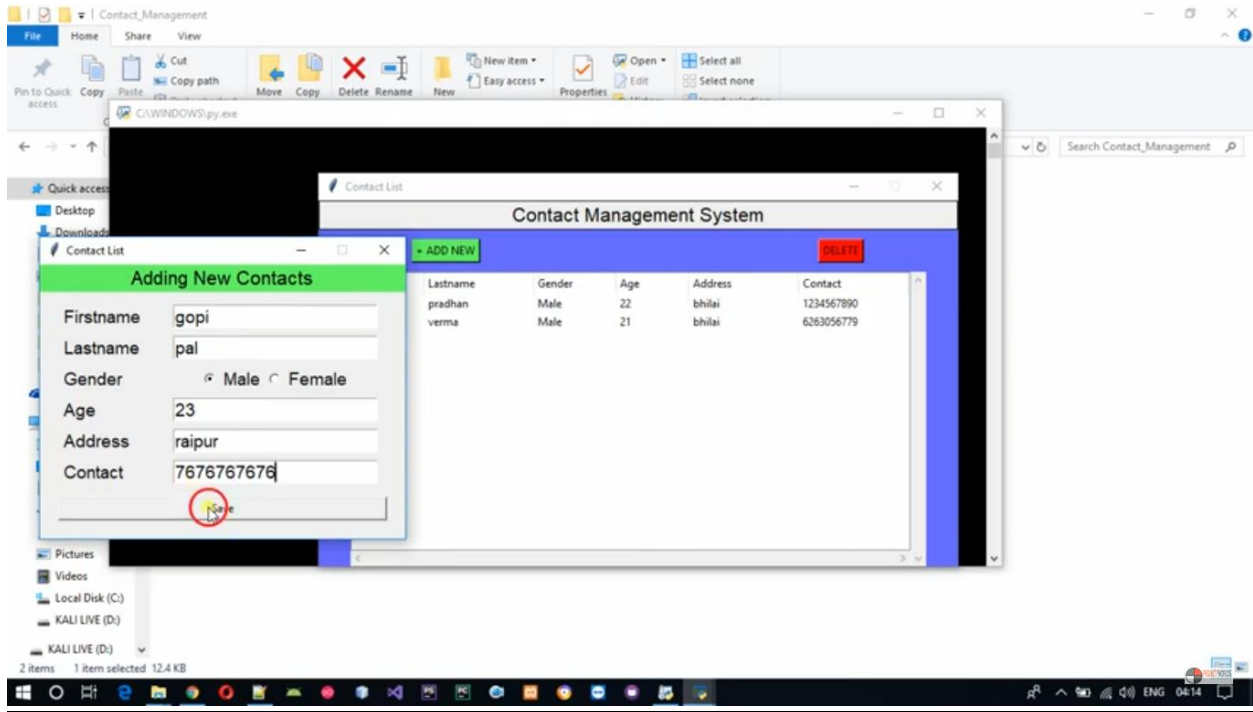 Contact_Management
File Home Share View
Cut
Copy path
Pin to Quick access
Copy
Paste
Move
Copy
Delete
Rename
New
New item
Easy access
Properties
Open
Edit
Select all
Select none
C:\WINDOWS\py.exe
Search Contact_Management
Quick access
Desktop
Downloads
Contact List
Contact Management System
+ ADD NEW
DELETE
Lastname Gender Age Address Contact
pradhan Male 22 bhilai 1234567890
verma Male 21 bhilai 6263056779
Contact List
Adding New Contacts
Firstname gopi
Lastname pal
Gender Male Female
Age 23
Address raipur
Contact 7676767676
Save
Pictures
Videos
Local Disk (C:)
KALI LIVE (D:)
KALI LIVE (D:)
2 items 1 item selected 12.4 KB
ENG 04:14